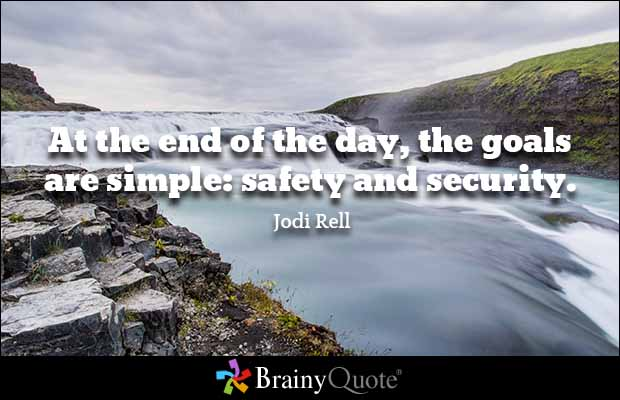 At the end of the day, the goals
are simple: safety and security.
Jodi Rell
BrainyQuote®